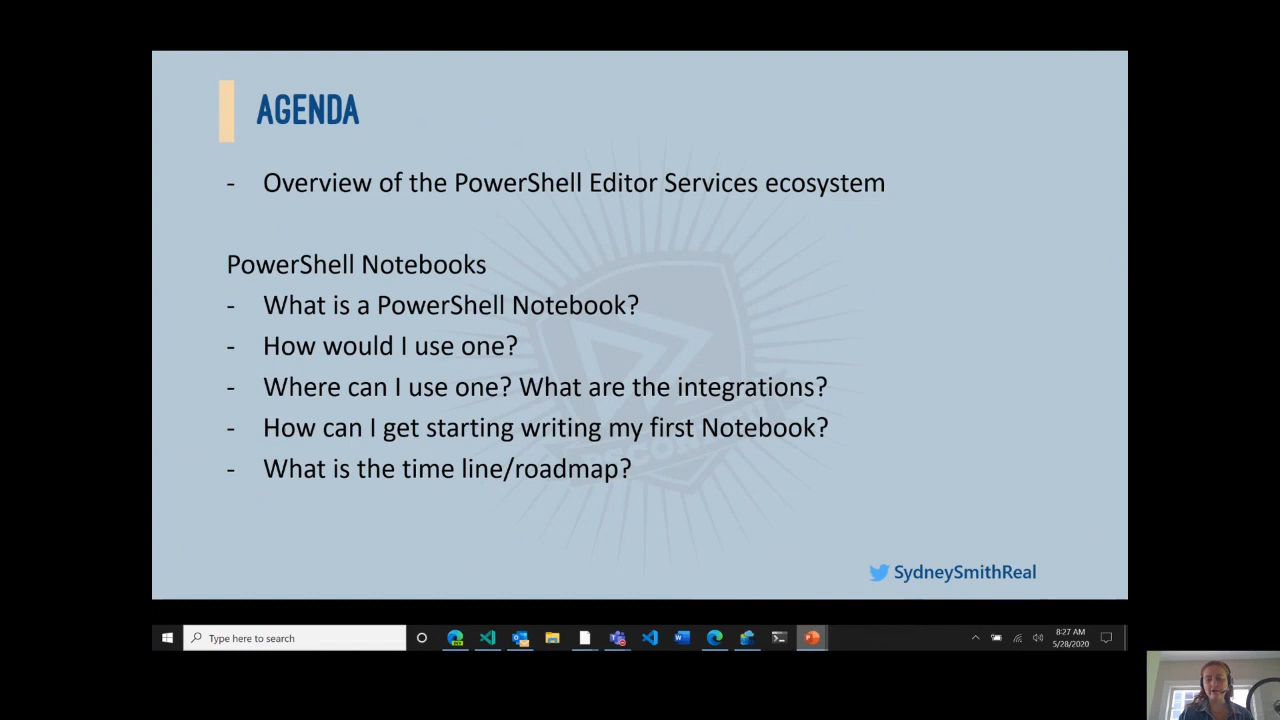 AGENDA
- Overview of the PowerShell Editor Services ecosystem
PowerShell Notebooks
- What is a PowerShell Notebook?
- How would I use one?
- Where can I use one? What are the integrations?
- How can I get starting writing my first Notebook?
- What is the time line/roadmap?
SydneySmithReal
Type here to search
8:27 AM
5/28/2020